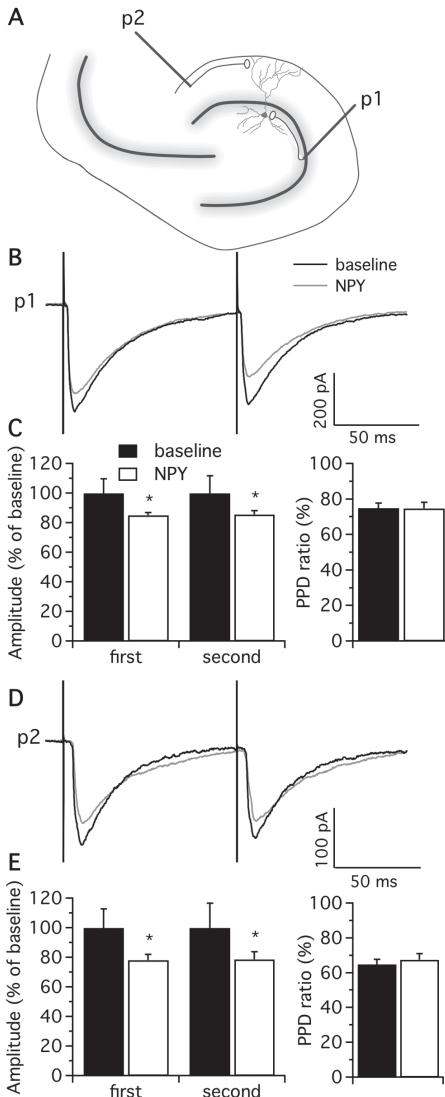 A
p2
p1
B
baseline
NPY
p1
200 pA
50 ms
C
baseline
NPY
Amplitude (% of baseline)
120
100
80
60
40
20
0
*
*
first
second
PPD ratio (%)
100
80
60
40
20
0
D
p2
100 pA
50 ms
E
Amplitude (% of baseline)
120
100
80
60
40
20
0
*
*
first
second
PPD ratio (%)
100
80
60
40
20
0